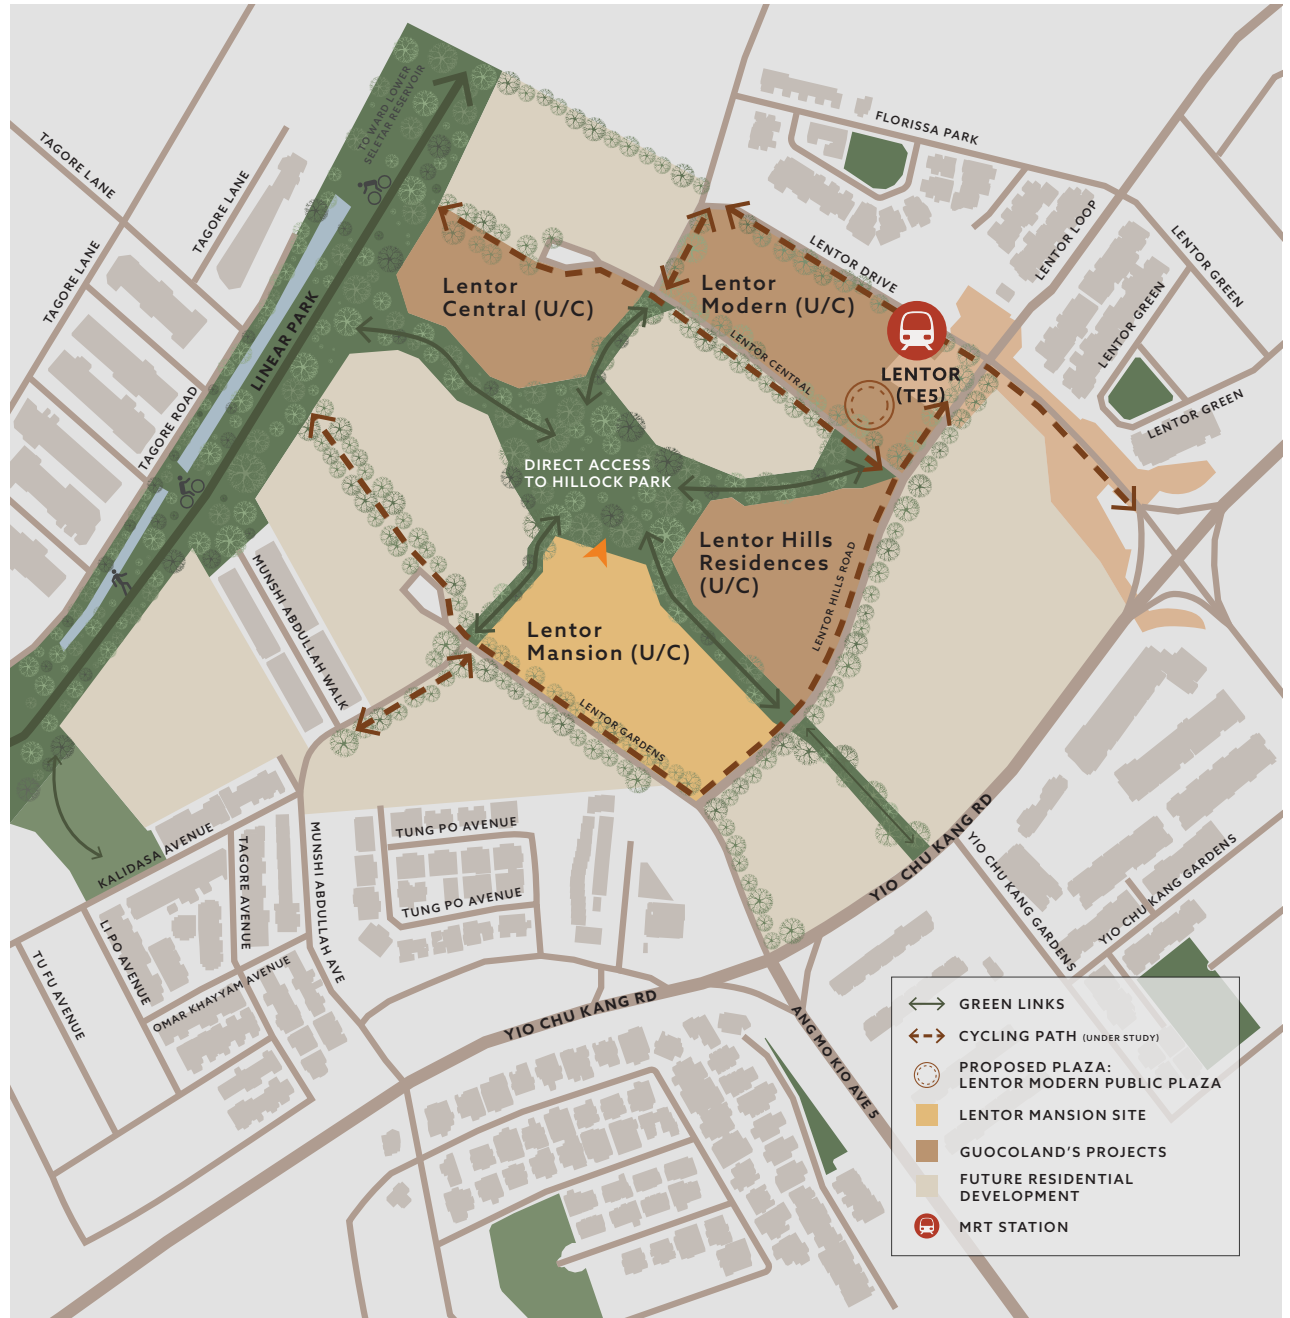 TO WARD LOWER
SELETAR RESERVOIR
FLORISSA PARK
TAGORE LANE
TAGORE LANE
TAGORE LANE
LENTOR LOOP
LENTOR GREEN
LENTOR DRIVE
LENTOR GREEN
LENTOR GREEN
LINEAR PARK
TAGORE ROAD
Lentor
Central (U/C)
Lentor
Modern (U/C)
LENTOR CENTRAL
LENTOR
(TE5)
DIRECT ACCESS
TO HILLOCK PARK
Lentor Hills
Residences
(U/C)
LENTOR HILLS ROAD
MUNSHI ABDULLAH WALK
Lentor
Mansion (U/C)
LENTOR GARDENS
KALIDASA AVENUE
TAGORE AVENUE
MUNSHI ABDULLAH AVE
TUNG PO AVENUE
TUNG PO AVENUE
LI PO AVENUE
TU FU AVENUE
OMAR KHAYYAM AVENUE
YIO CHU KANG RD
YIO CHU KANG RD
YIO CHU KANG GARDENS
YIO CHU KANG GARDENS
ANG MO KIO AVE 5
GREEN LINKS
CYCLING PATH (UNDER STUDY)
PROPOSED PLAZA:
LENTOR MODERN PUBLIC PLAZA
LENTOR MANSION SITE
GUOCOLAND'S PROJECTS
FUTURE RESIDENTIAL
DEVELOPMENT
MRT STATION